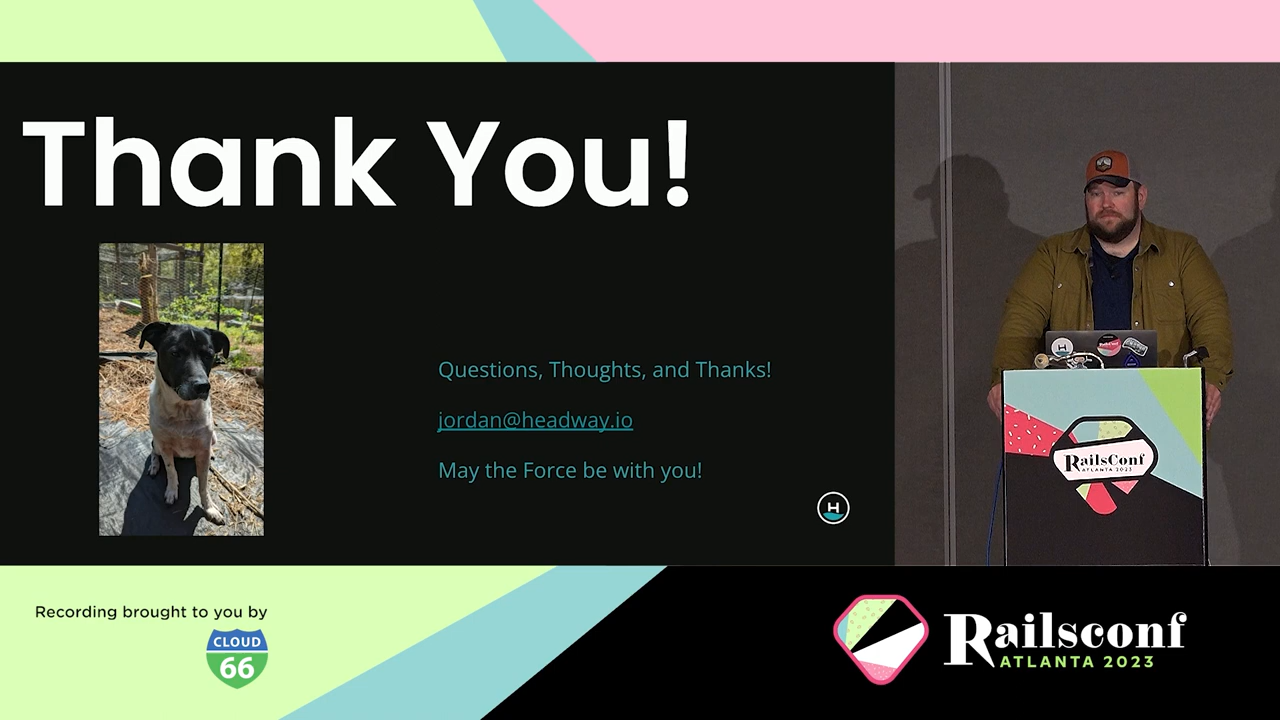 Thank You!
Questions, Thoughts, and Thanks!
jordan@headway.io
May the Force be with you!
H
H
RailsConf
ATLANTA 2023
Recording brought to you by
CLOUD
66
Railsconf
ATLANTA 2023